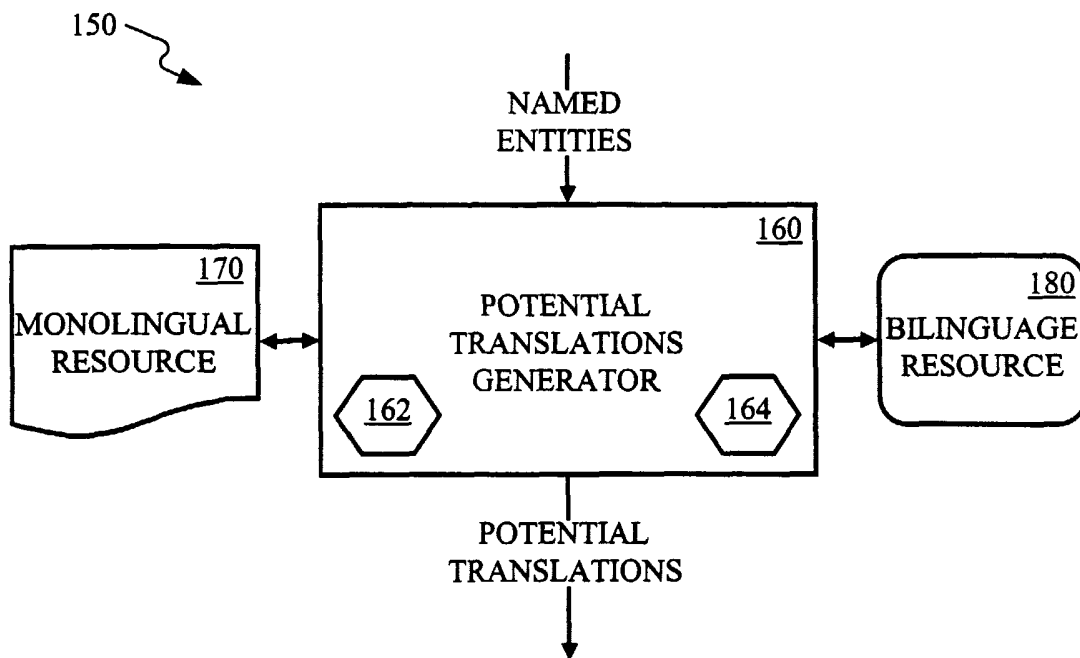 150
NAMED
ENTITIES
160
170
MONOLINGUAL
RESOURCE
POTENTIAL
TRANSLATIONS
GENERATOR
162
164
180
BILINGUAGE
RESOURCE
POTENTIAL
TRANSLATIONS